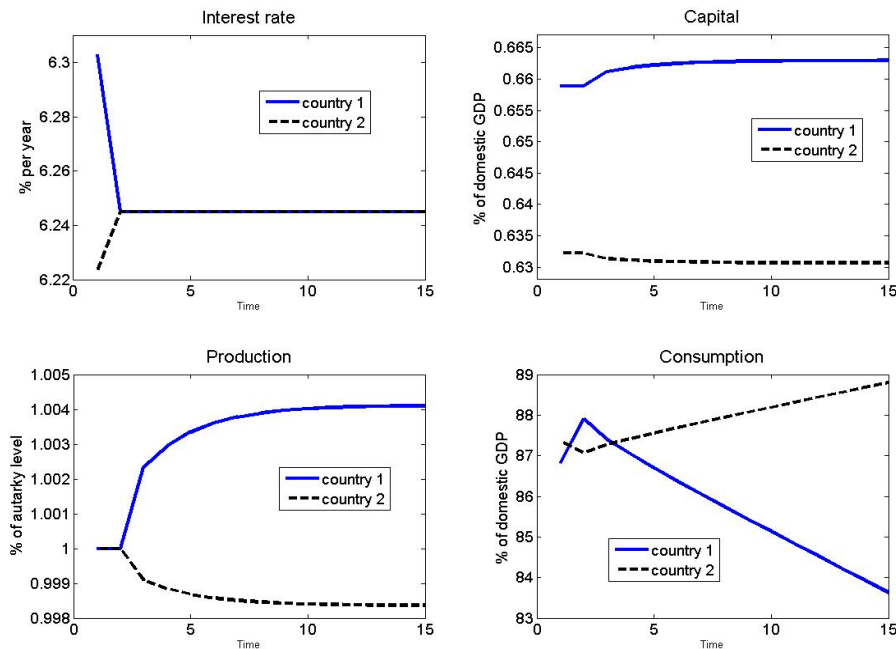 Interest rate
% per year
6.3
6.28
6.26
6.24
6.22
0
5
10
15
Time
country 1
country 2
Capital
% of domestic GDP
0.665
0.66
0.655
0.65
0.645
0.64
0.635
0.63
0
5
10
15
Time
country 1
country 2
Production
% of autarky level
1.005
1.004
1.003
1.002
1.001
1
0.999
0.998
0
5
10
15
Time
country 1
country 2
Consumption
% of domestic GDP
89
88
87
86
85
84
83
0
5
10
15
Time
country 1
country 2